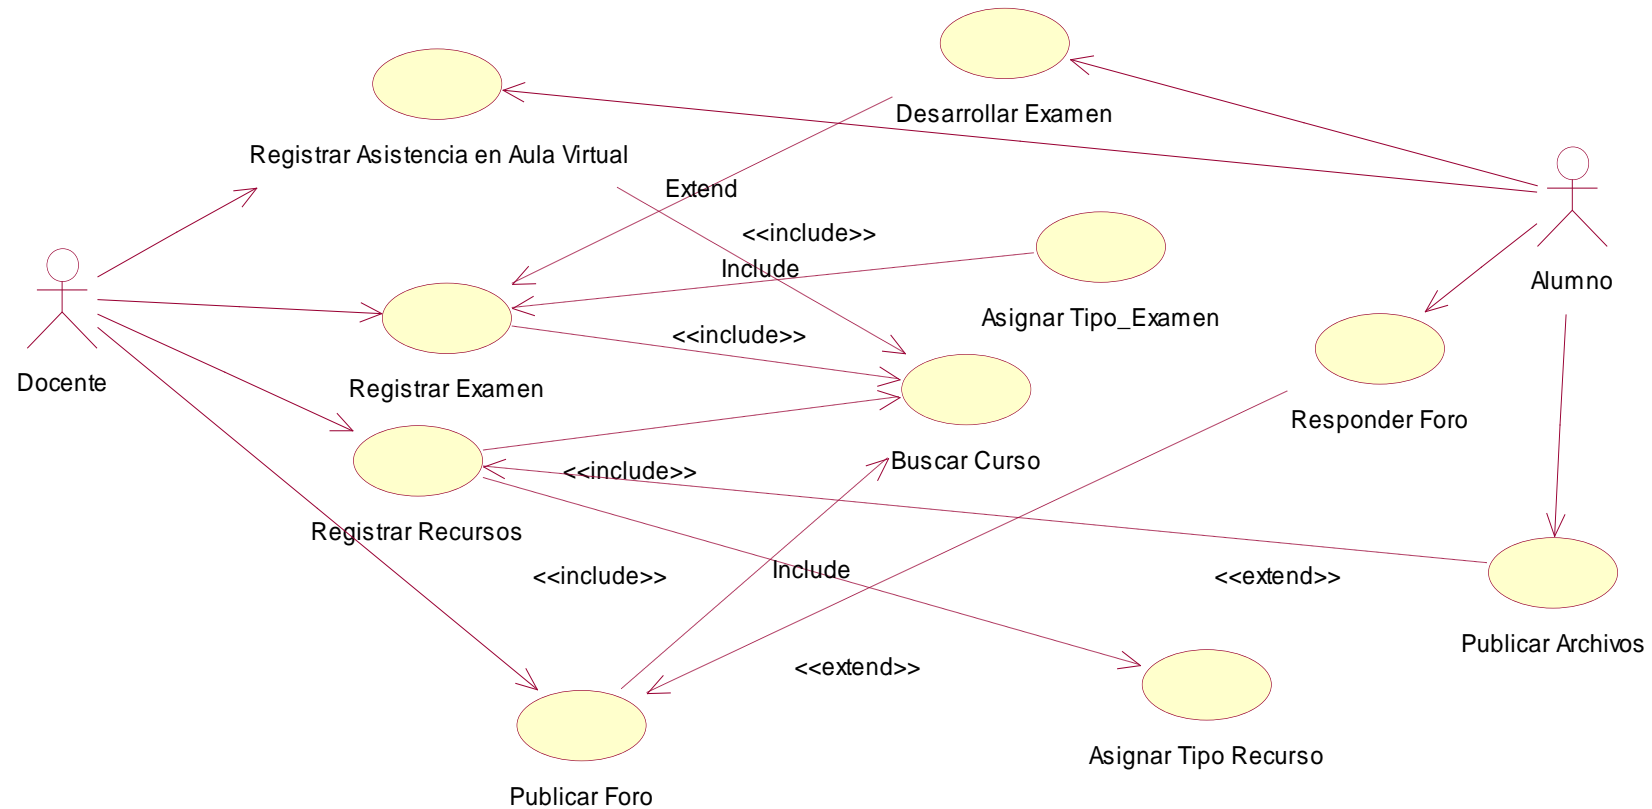 Desarrollar Examen
Registrar Asistencia en Aula Virtual
Extend
<<include>>
Include
Alumno
Asignar Tipo_Examen
<<include>>
Docente
Registrar Examen
Responder Foro
Buscar Curso
<<include>>
Registrar Recursos
Include
<<include>>
<<extend>>
Publicar Archivos
<<extend>>
Asignar Tipo Recurso
Publicar Foro